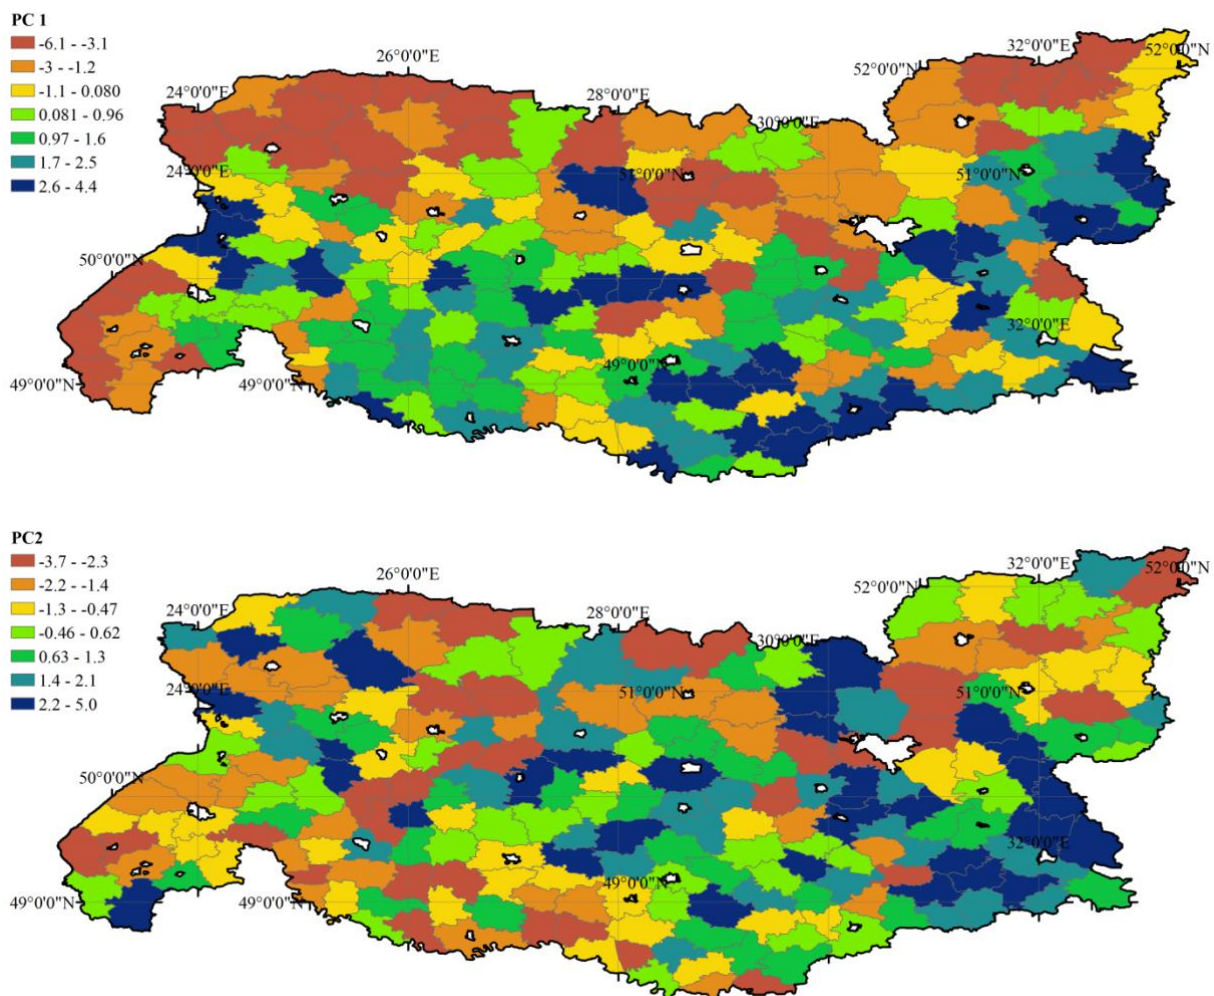 PC 1
-6.1 - -3.1
-3 - -1.2
-1.1 - 0.080
0.081 - 0.96
0.97 - 1.6
1.7 - 2.5
2.6 - 4.4
26°0'0"E
32°0'0"E
52°0'0"N
52°0'0"N
24°0'0"E
28°0'0"E
30°0'0"E
24°0'0"E
51°0'0"N
51°0'0"N
50°0'0"N
32°0'0"E
49°0'0"N
49°0'0"N
49°0'0"N
PC2
-3.7 - -2.3
-2.2 - -1.4
-1.3 - -0.47
-0.46 - 0.62
0.63 - 1.3
1.4 - 2.1
2.2 - 5.0
26°0'0"E
32°0'0"E
52°0'0"N
52°0'0"N
24°0'0"E
28°0'0"E
30°0'0"E
24°0'0"E
51°0'0"N
51°0'0"N
50°0'0"N
32°0'0"E
49°0'0"N
49°0'0"N
49°0'0"N